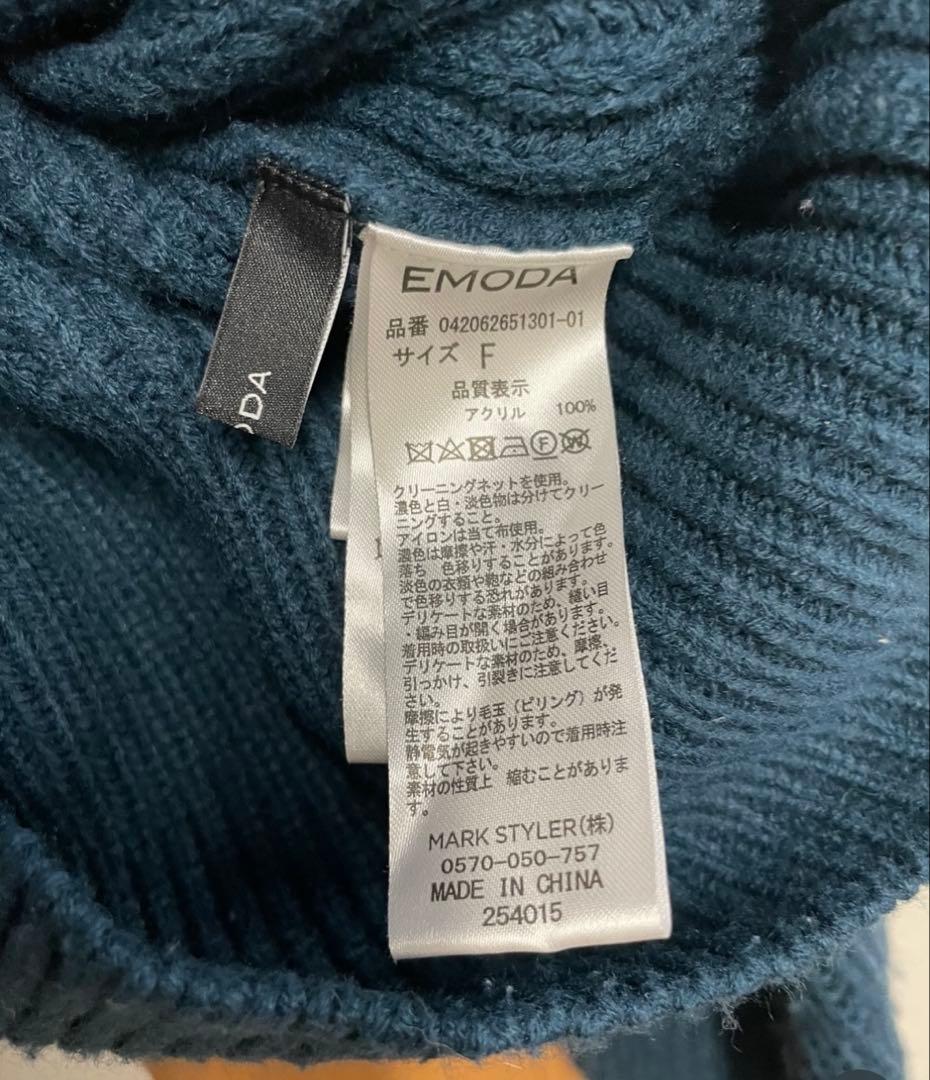 EMODA
品番 042062651301-01
サイズ F
品質表示
アクリル 100%
クリーニングネットを使用。
濃色と白・淡色物は分けてクリー
ニングすること。
アイロンは当て布使用。
濃色は摩擦や汗・水分によって色
落ち 色移りすることがあります。
淡色の衣類や鞄などの組み合わせ
で色移りする恐れがあります。
デリケートな素材のため、縫い目
・編み目が開く場合があります。
着用時の取扱いにご注意ください。
デリケートな素材のため、摩擦、
引っかけ、引裂きに注意してくだ
さい。
摩擦により毛玉（ピリング）が発
生することがあります。
静電気が起きやすいので着用時注
意して下さい。
素材の性質上 縮むことがありま
す。
MARK STYLER(株)
0570-050-757
MADE IN CHINA
254015
ODA